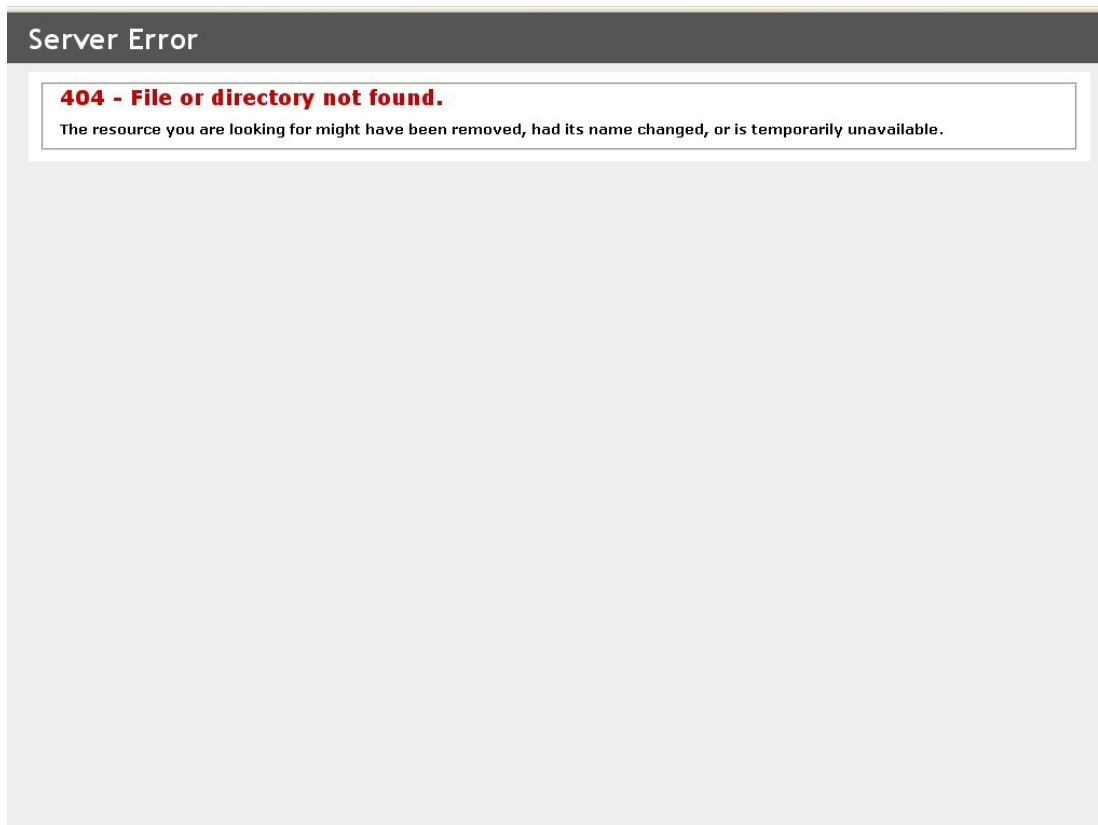 Server Error
404 - File or directory not found.
The resource you are looking for might have been removed, had its name changed, or is temporarily unavailable.